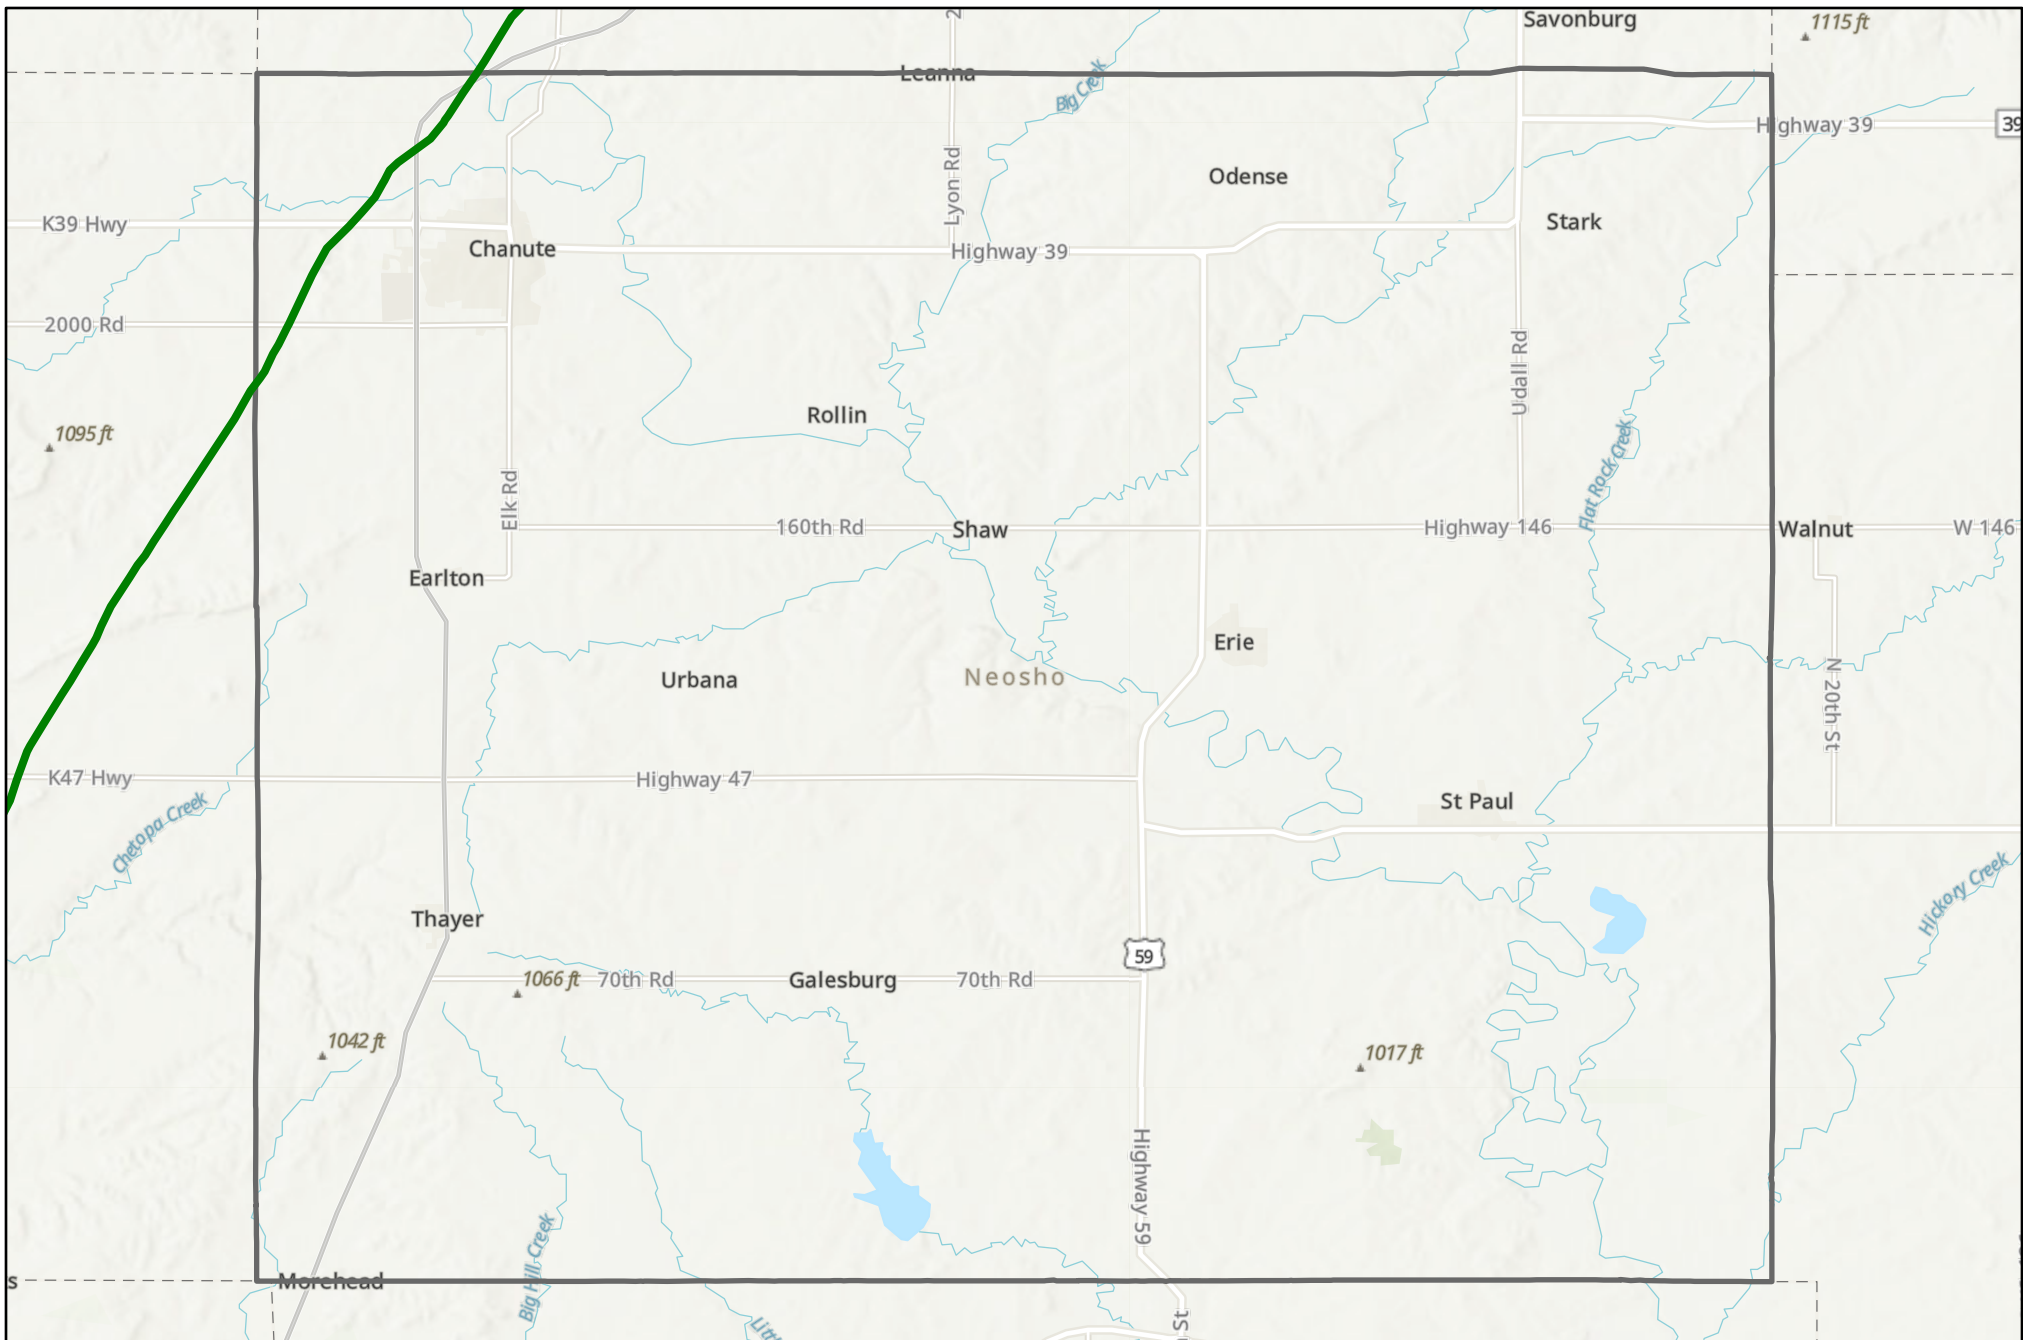 2
Savonburg
1115 ft
Leanna
Big Creek
Highway 39
39
Lyon Rd
Odense
K39 Hwy
Stark
Chanute
Highway 39
2000 Rd
Udall Rd
1095 ft
Rollin
Flat Rock Creek
Elk Rd
160th Rd
Shaw
Highway 146
Walnut
W 146
Earlton
Erie
Urbana
Neosho
N 20th St
K47 Hwy
Highway 47
St Paul
Chetopa Creek
Hickory Creek
Thayer
59
1066 ft
70th Rd
Galesburg
70th Rd
1042 ft
1017 ft
Highway 59
Big Hill Creek
s
Morehead
Littl
St